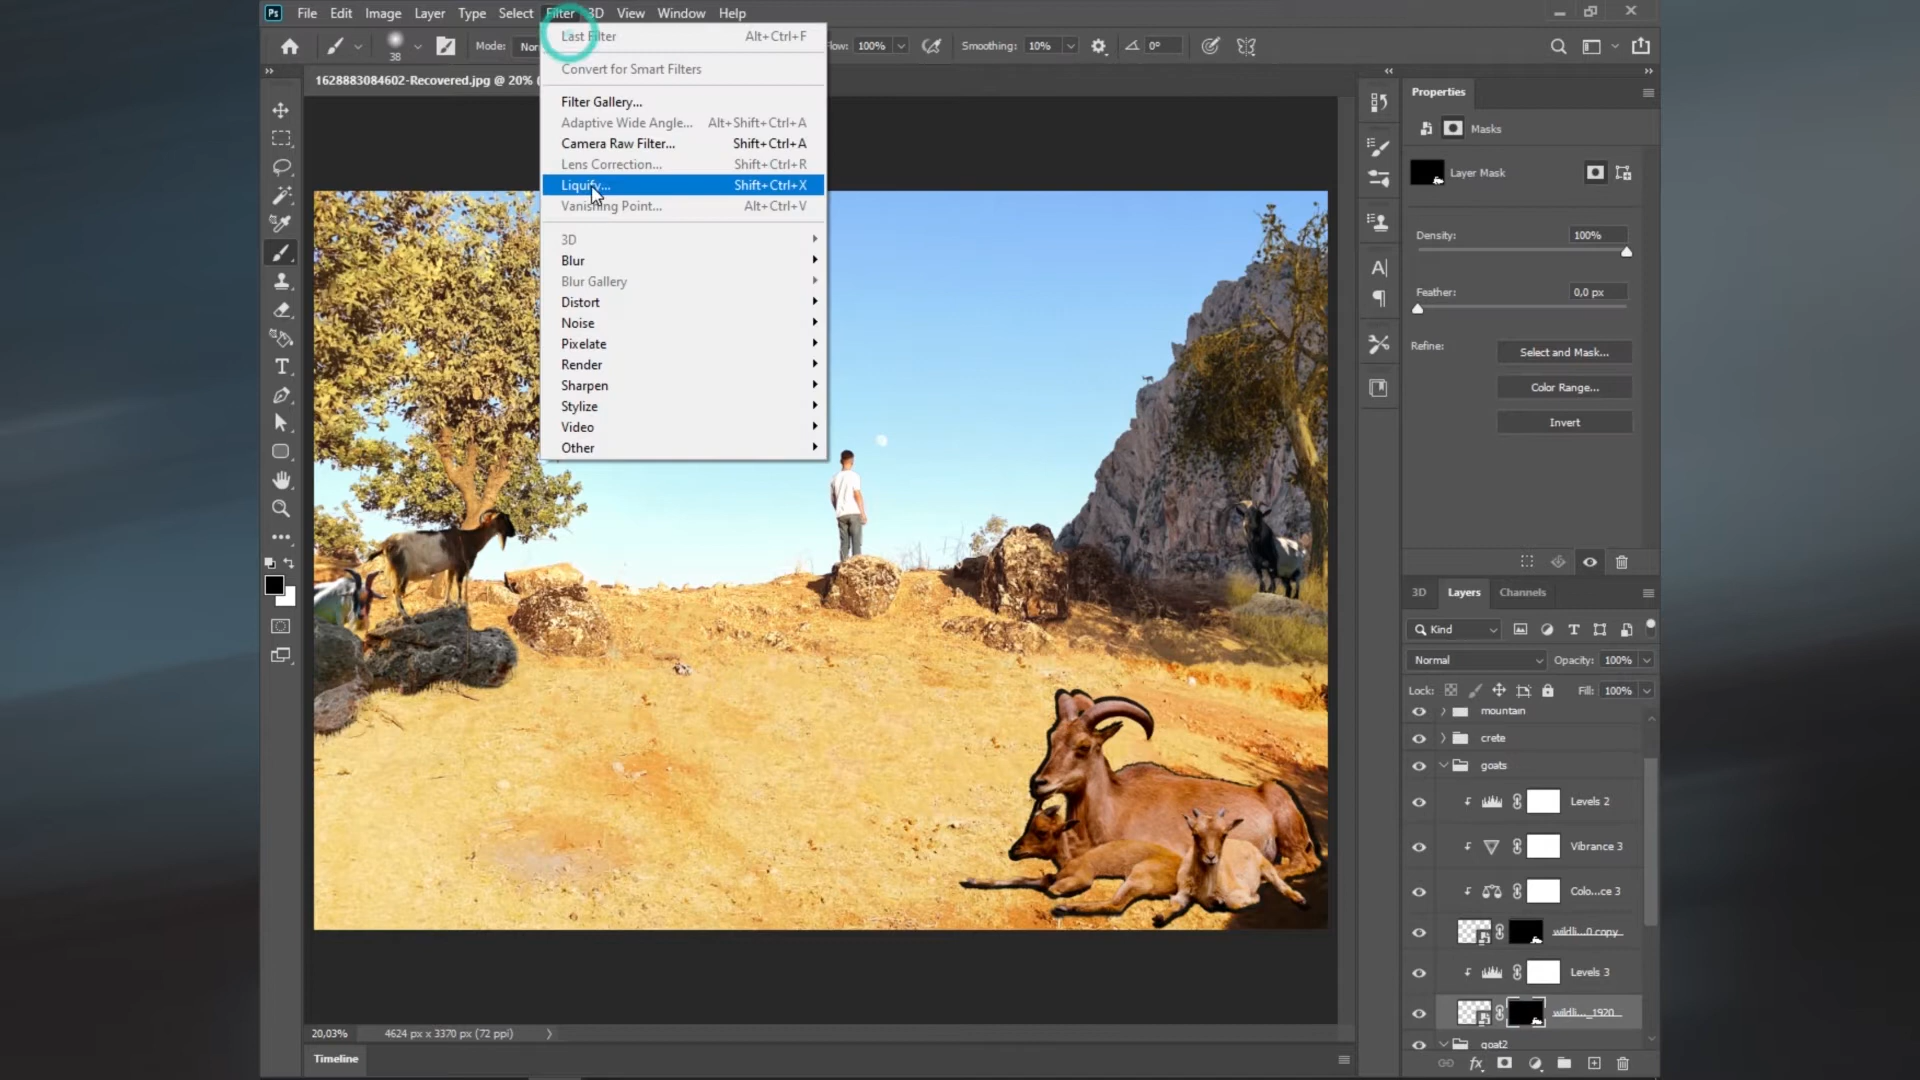 Ps File Edit Image Layer Type Select Filter 3D View Window Help
38 Mode: Nor Flow: 100% Smoothing: 10% 0°
1628883084602-Recovered.jpg @ 20% (
Last Filter Alt+Ctrl+F
Convert for Smart Filters
Filter Gallery...
Adaptive Wide Angle... Alt+Shift+Ctrl+A
Camera Raw Filter... Shift+Ctrl+A
Lens Correction... Shift+Ctrl+R
Liquify... Shift+Ctrl+X
Vanishing Point... Alt+Ctrl+V
3D
Blur
Blur Gallery
Distort
Noise
Pixelate
Render
Sharpen
Stylize
Video
Other
Properties
Masks
Layer Mask
Density: 100%
Feather: 0,0 px
Refine: Select and Mask...
Color Range...
Invert
3D Layers Channels
Kind
Normal Opacity: 100%
Lock: Fill: 100%
mountain
crete
goats
Levels 2
Vibrance 3
Colo...ce 3
wildli...0 copy
Levels 3
wildli..._1920
goat2
20,03% 4624 px x 3370 px (72 ppi)
Timeline